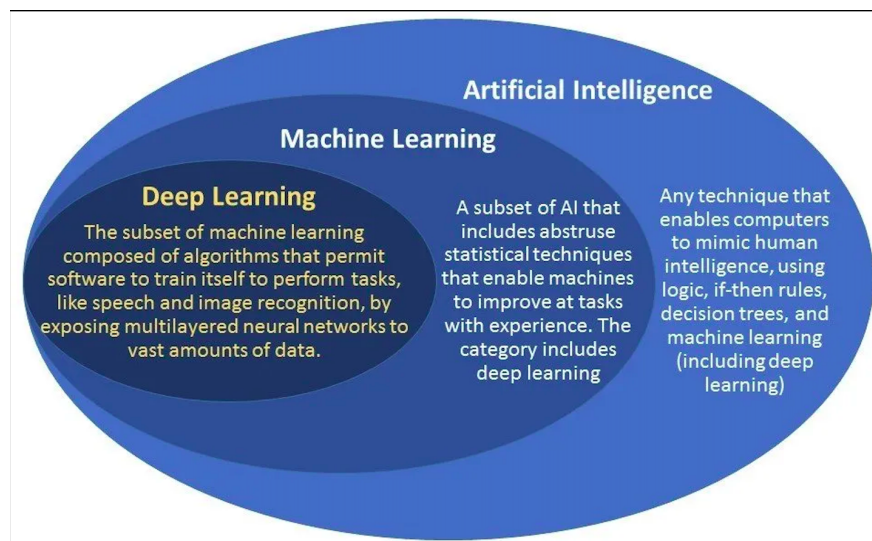 Artificial Intelligence
Machine Learning
Deep Learning
The subset of machine learning
composed of algorithms that permit
software to train itself to perform tasks,
like speech and image recognition, by
exposing multilayered neural networks to
vast amounts of data.
A subset of AI that
includes abstruse
statistical techniques
that enable machines
to improve at tasks
with experience. The
category includes
deep learning
Any technique that
enables computers
to mimic human
intelligence, using
logic, if-then rules,
decision trees, and
machine learning
(including deep
learning)